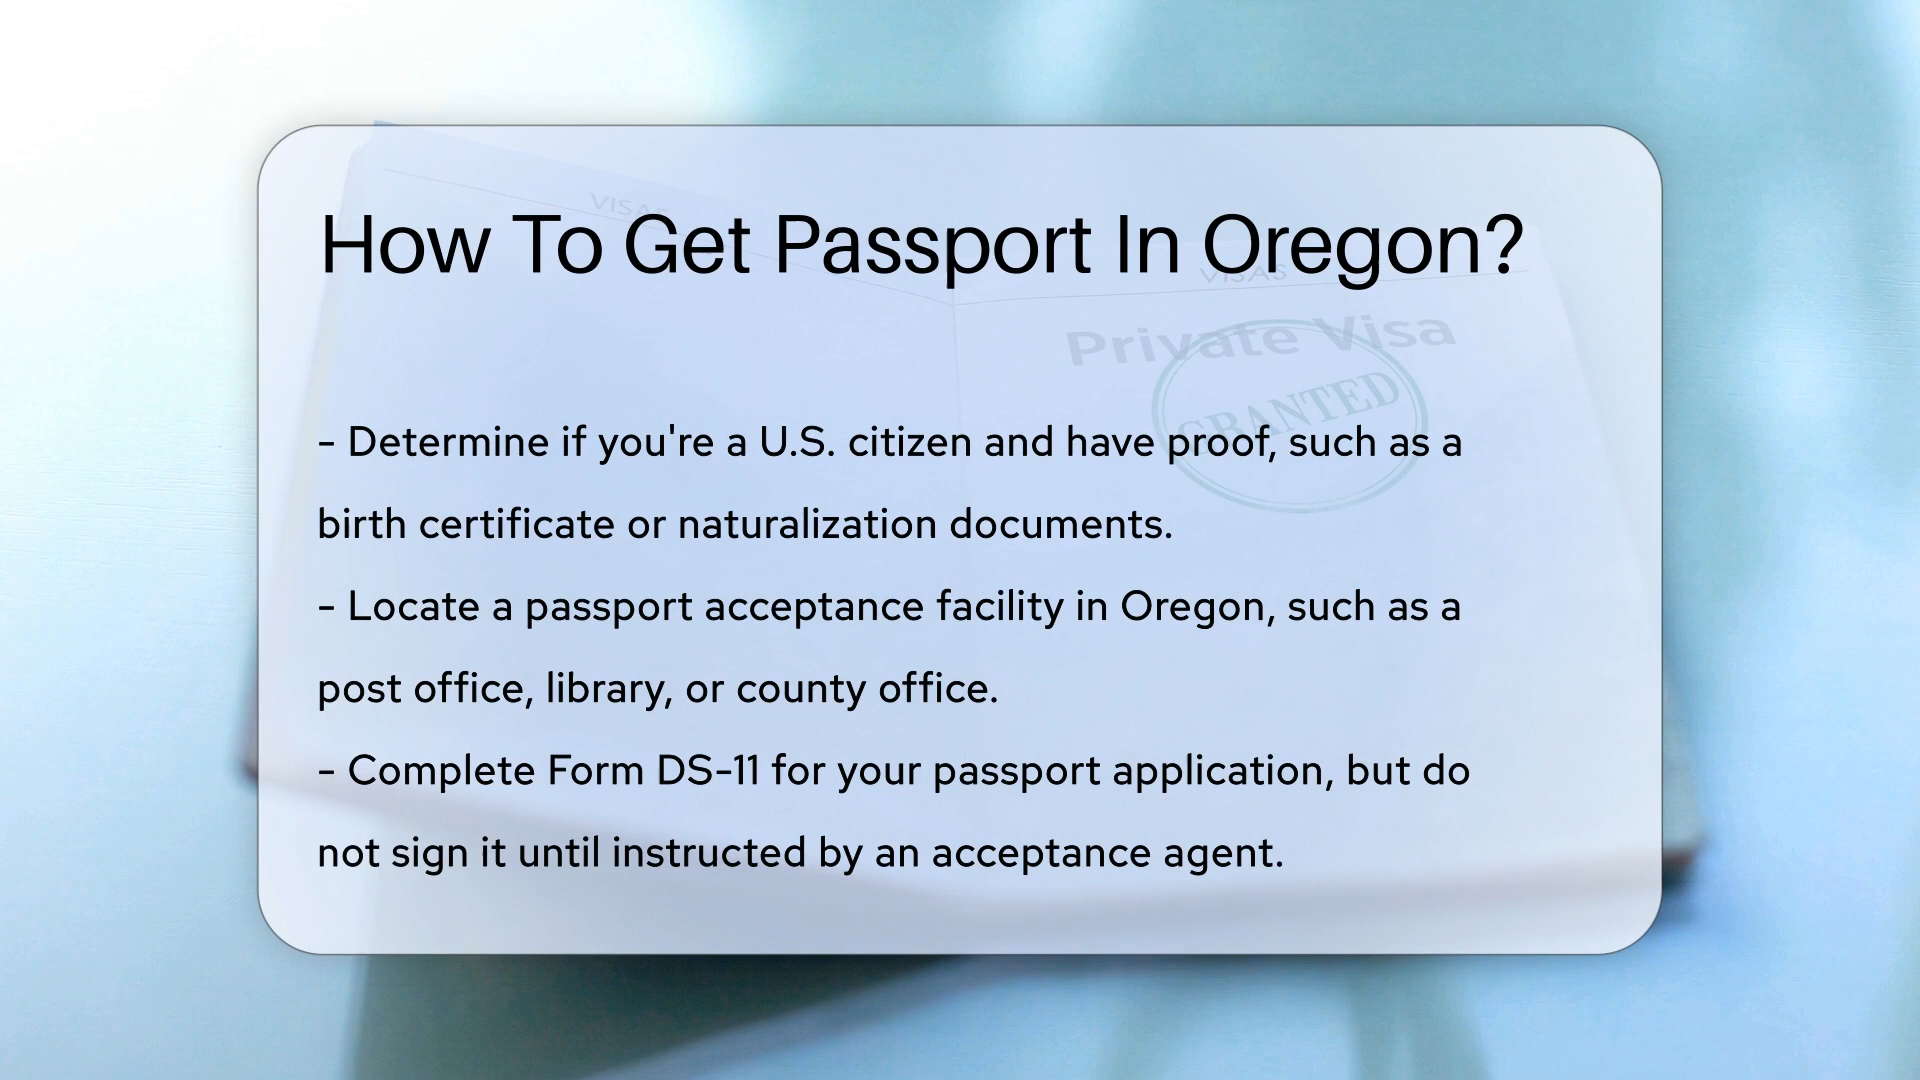 How To Get Passport In Oregon?
VISAS
VISAS
Private Visa
GRANTED
- Determine if you're a U.S. citizen and have proof, such as a
birth certificate or naturalization documents.
- Locate a passport acceptance facility in Oregon, such as a
post office, library, or county office.
- Complete Form DS-11 for your passport application, but do
not sign it until instructed by an acceptance agent.